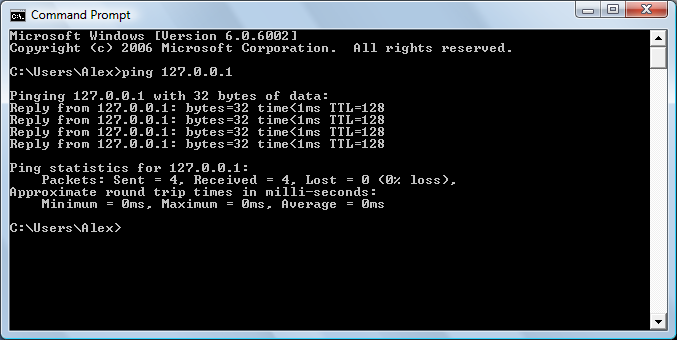 Command Prompt
Microsoft Windows [Version 6.0.6002]
Copyright (c) 2006 Microsoft Corporation.  All rights reserved.
C:\Users\Alex>ping 127.0.0.1
Pinging 127.0.0.1 with 32 bytes of data:
Reply from 127.0.0.1: bytes=32 time<1ms TTL=128
Reply from 127.0.0.1: bytes=32 time<1ms TTL=128
Reply from 127.0.0.1: bytes=32 time<1ms TTL=128
Reply from 127.0.0.1: bytes=32 time<1ms TTL=128
Ping statistics for 127.0.0.1:
    Packets: Sent = 4, Received = 4, Lost = 0 (0% loss),
Approximate round trip times in milli-seconds:
    Minimum = 0ms, Maximum = 0ms, Average = 0ms
C:\Users\Alex>